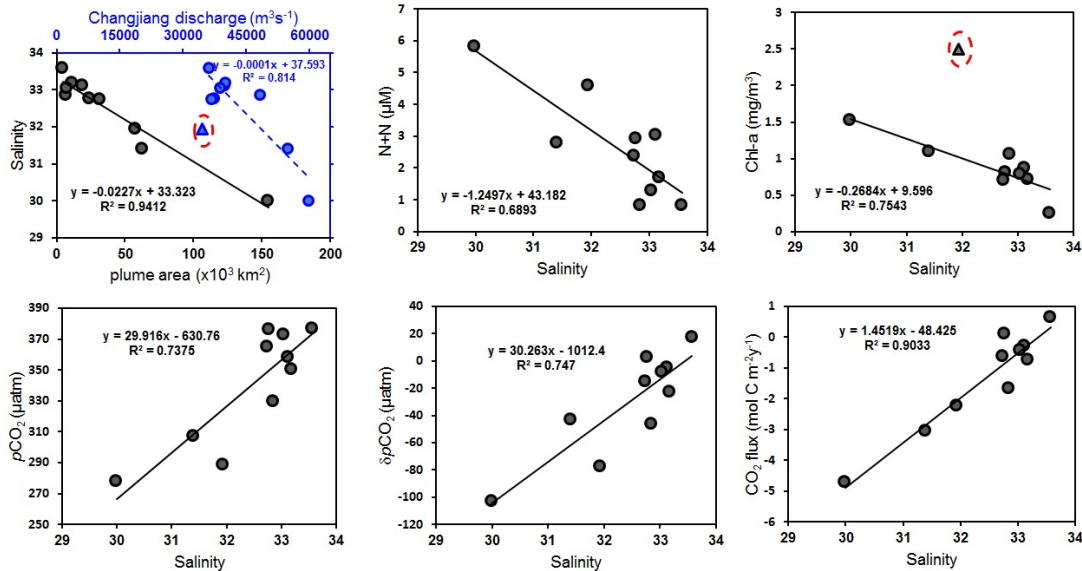 Changjiang discharge (m³s⁻¹)
0 15000 30000 45000 60000
34
33
32
31
30
29
Salinity
y = -0.0001x + 37.593
R² = 0.814
y = -0.0227x + 33.323
R² = 0.9412
0 50 100 150 200
plume area (x10³ km²)
7
6
5
4
3
2
1
0
N+N (µM)
y = -1.2497x + 43.182
R² = 0.6893
29 30 31 32 33 34
Salinity
3.0
2.5
2.0
1.5
1.0
0.5
0.0
Chl-a (mg/m³)
y = -0.2684x + 9.596
R² = 0.7543
29 30 31 32 33 34
Salinity
390
370
350
330
310
290
270
250
pCO₂ (µatm)
y = 29.916x - 630.76
R² = 0.7375
29 30 31 32 33 34
Salinity
40
20
0
-20
-40
-60
-80
-100
-120
δpCO₂ (µatm)
y = 30.263x - 1012.4
R² = 0.747
29 30 31 32 33 34
Salinity
1
0
-1
-2
-3
-4
-5
-6
CO₂ flux (mol C m⁻²y⁻¹)
y = 1.4519x - 48.425
R² = 0.9033
29 30 31 32 33 34
Salinity